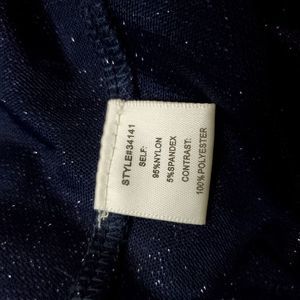 STYLE#34141
SELF:
95%NYLON
5%SPANDEX
CONTRAST:
100%POLYESTER